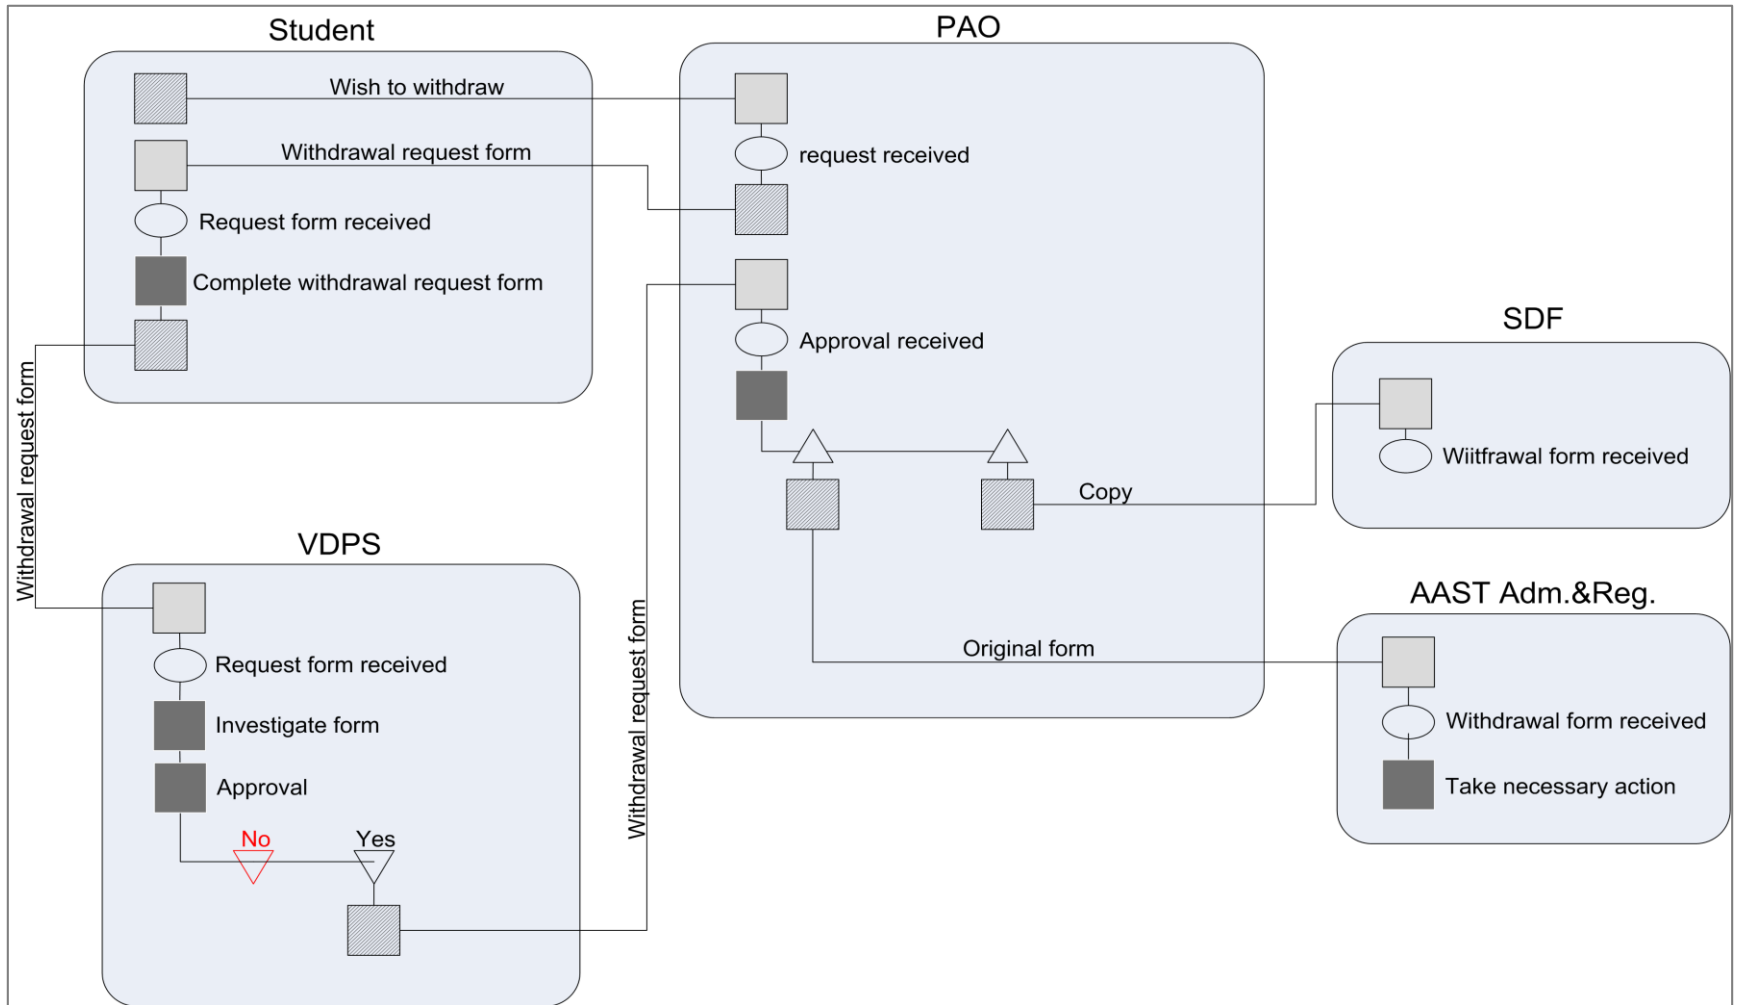 Student
Wish to withdraw
Withdrawal request form
Request form received
Complete withdrawal request form
Withdrawal request form
PAO
request received
Approval received
Copy
Original form
Withdrawal request form
VDPS
Request form received
Investigate form
Approval
No
Yes
SDF
Wiitfrawal form received
AAST Adm.&Reg.
Withdrawal form received
Take necessary action